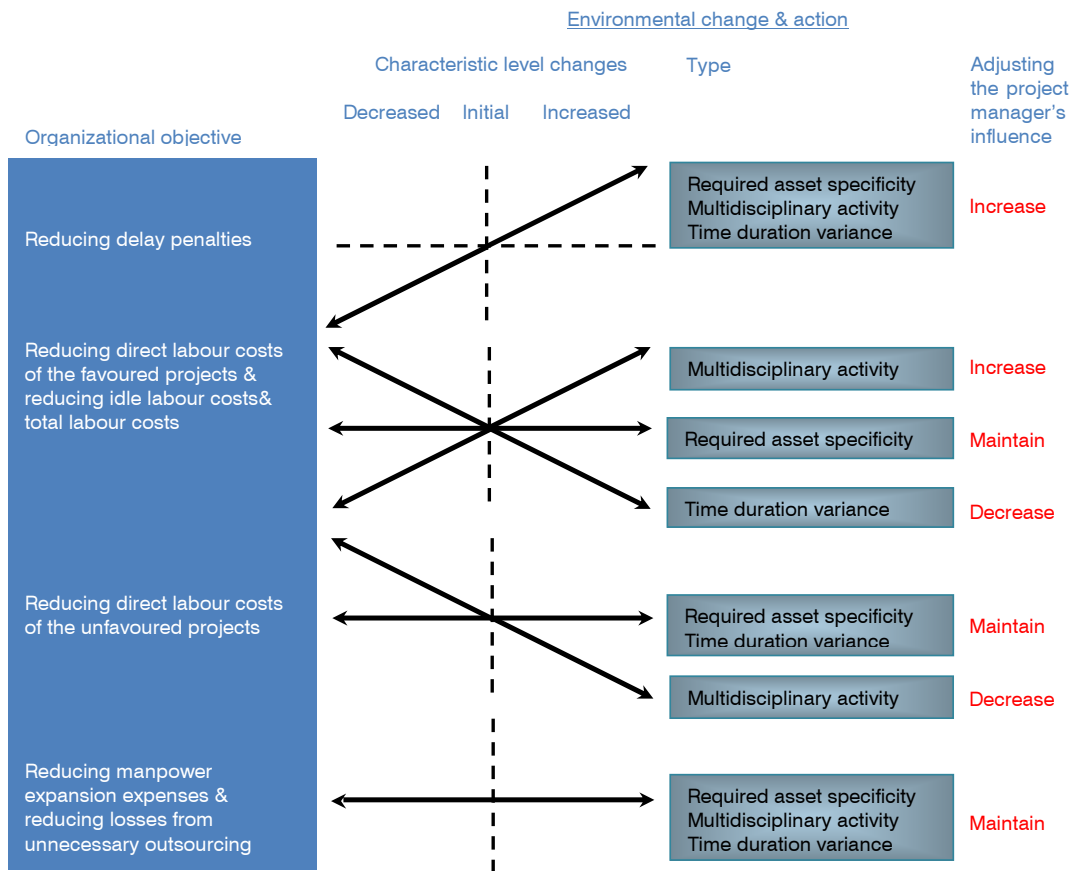 Environmental change & action
Characteristic level changes
Type
Adjusting
the project
manager's
influence
Decreased
Initial
Increased
Organizational objective
Reducing delay penalties
Required asset specificity
Multidisciplinary activity
Time duration variance
Increase
Reducing direct labour costs
of the favoured projects &
reducing idle labour costs&
total labour costs
Multidisciplinary activity
Increase
Required asset specificity
Maintain
Time duration variance
Decrease
Reducing direct labour costs
of the unfavoured projects
Required asset specificity
Time duration variance
Maintain
Multidisciplinary activity
Decrease
Reducing manpower
expansion expenses &
reducing losses from
unnecessary outsourcing
Required asset specificity
Multidisciplinary activity
Time duration variance
Maintain